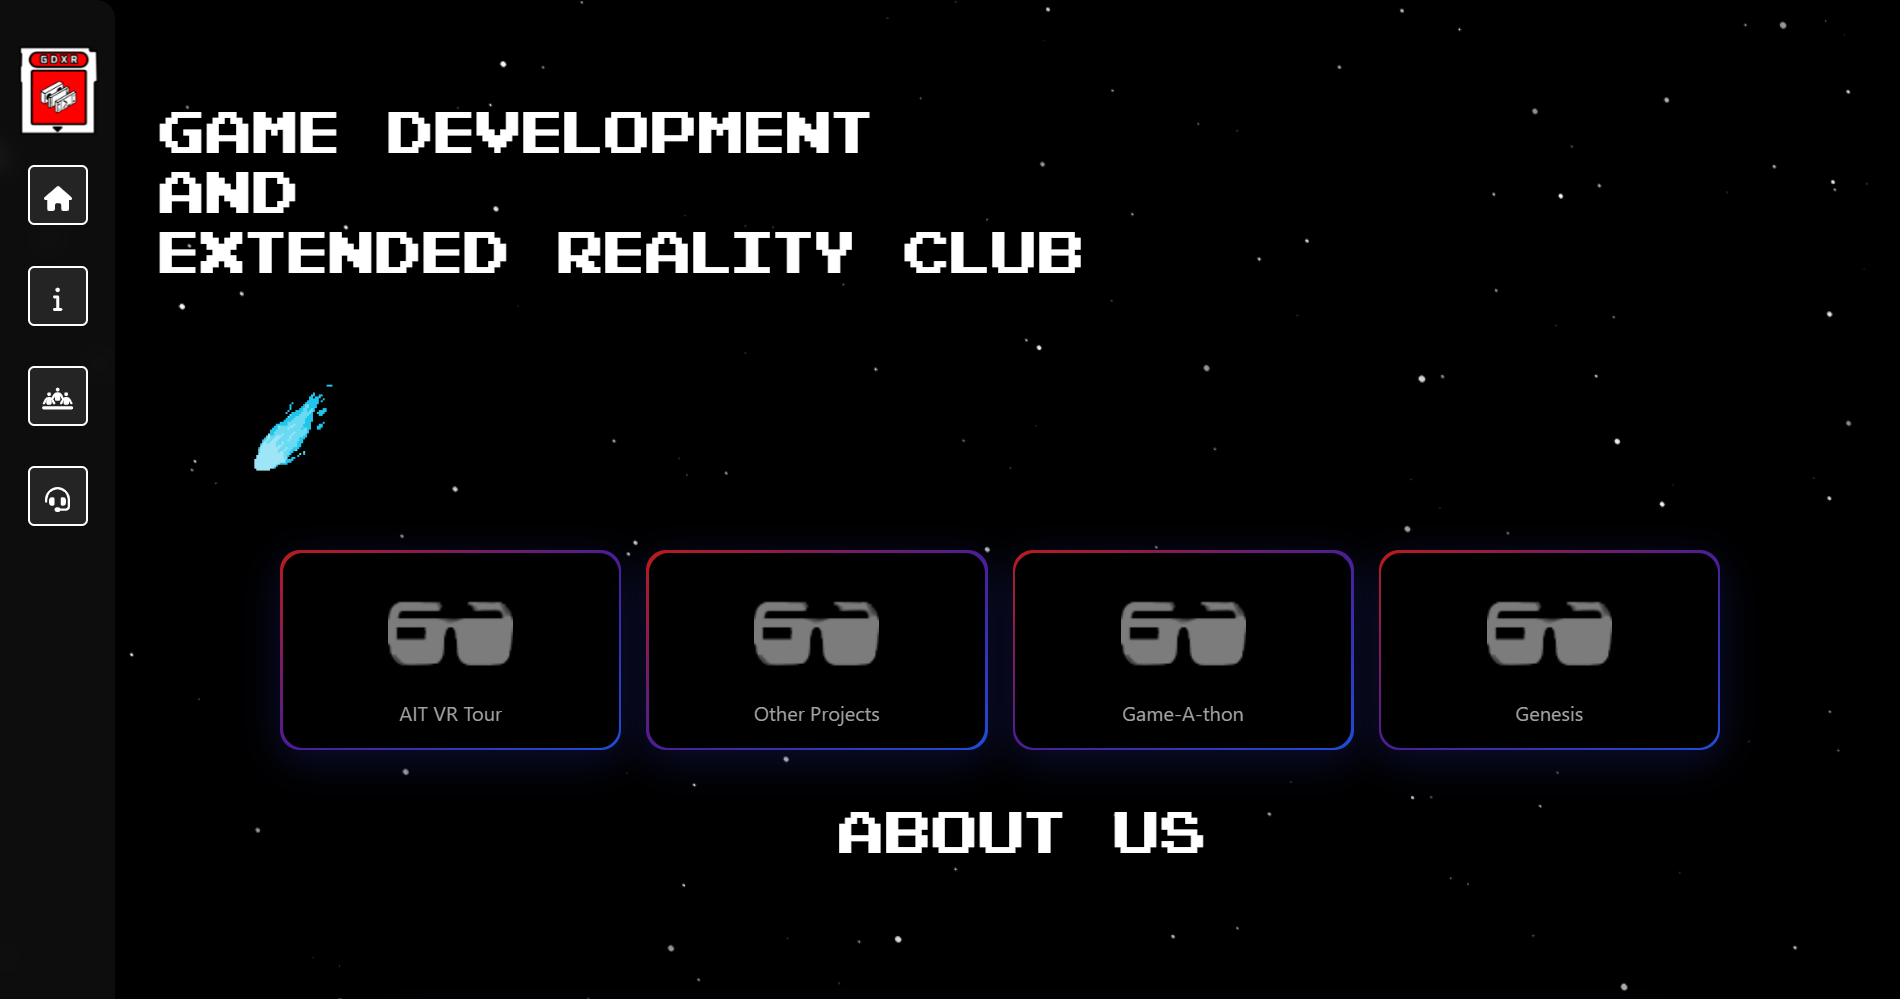 GDXR
GAME DEVELOPMENT
AND
EXTENDED REALITY CLUB
AIT VR Tour
Other Projects
Game-A-thon
Genesis
ABOUT US